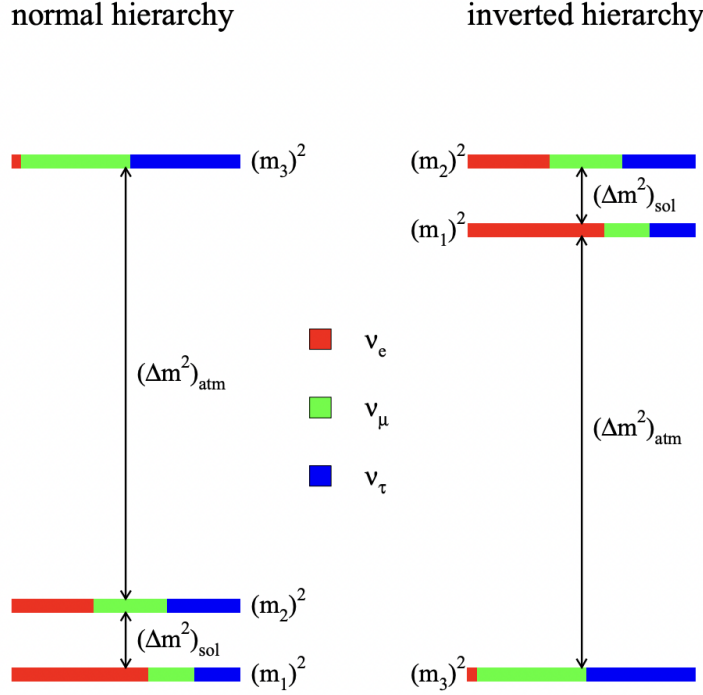 normal hierarchy
inverted hierarchy
(m₃)²
(m₂)²
(Δm²)sol
(m₁)²
νe
(Δm²)atm
νμ
(Δm²)atm
ντ
(m₂)²
(Δm²)sol
(m₁)²
(m₃)²